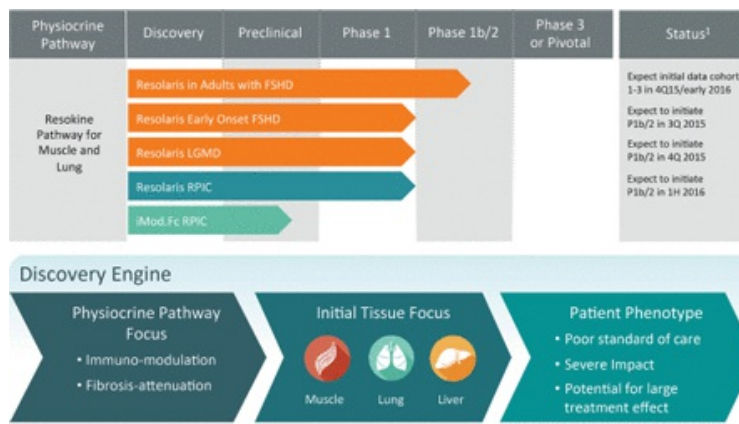 Physiocrine
Pathway
Discovery
Preclinical
Phase 1
Phase 1b/2
Phase 3
or Pivotal
Status1
Resokine
Pathway for
Muscle and
Lung
Resolaris in Adults with FSHD
Expect initial data cohort
1-3 in 4Q15/early 2016
Resolaris Early Onset FSHD
Expect to initiate
P1b/2 in 3Q 2015
Resolaris LGMD
Expect to initiate
P1b/2 in 4Q 2015
Resolaris RPIC
Expect to initiate
P1b/2 in 1H 2016
iMod.Fc RPIC
Discovery Engine
Physiocrine Pathway
Focus
• Immuno-modulation
• Fibrosis-attenuation
Initial Tissue Focus
Muscle
Lung
Liver
Patient Phenotype
• Poor standard of care
• Severe Impact
• Potential for large
treatment effect